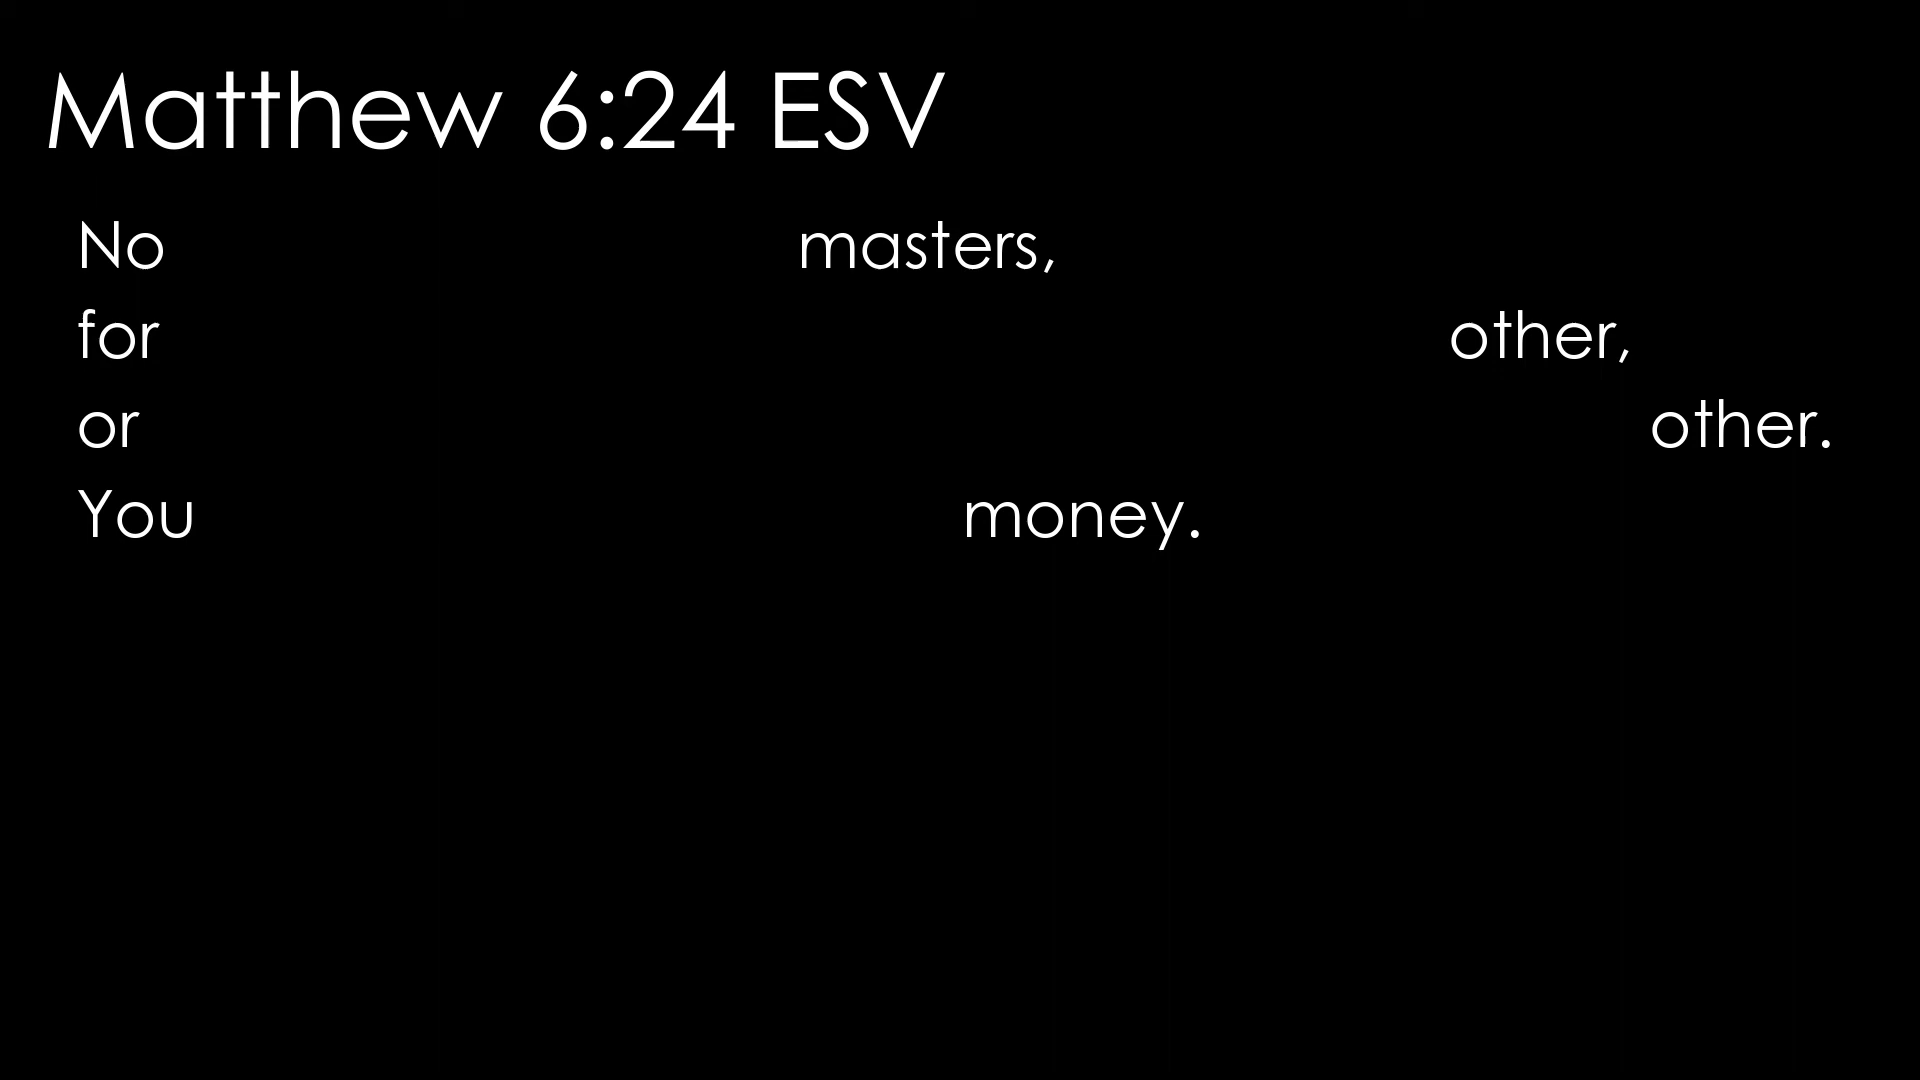 Matthew 6:24 ESV
No masters,
for other,
or other.
You money.